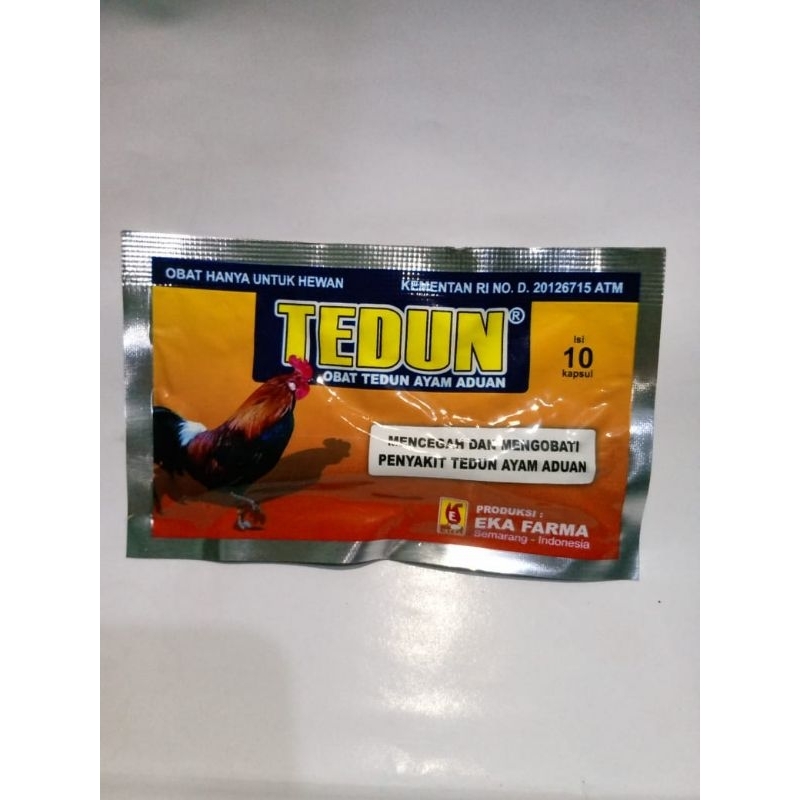 OBAT HANYA UNTUK HEWAN
KEMENTAN RI NO. D. 20126715 ATM
TEDUN®
OBAT TEDUN AYAM ADUAN
isi
10
kapsul
MENCEGAH DAN MENGOBATI
PENYAKIT TEDUN AYAM ADUAN
E
PRODUKSI :
EKA FARMA
Semarang - Indonesia